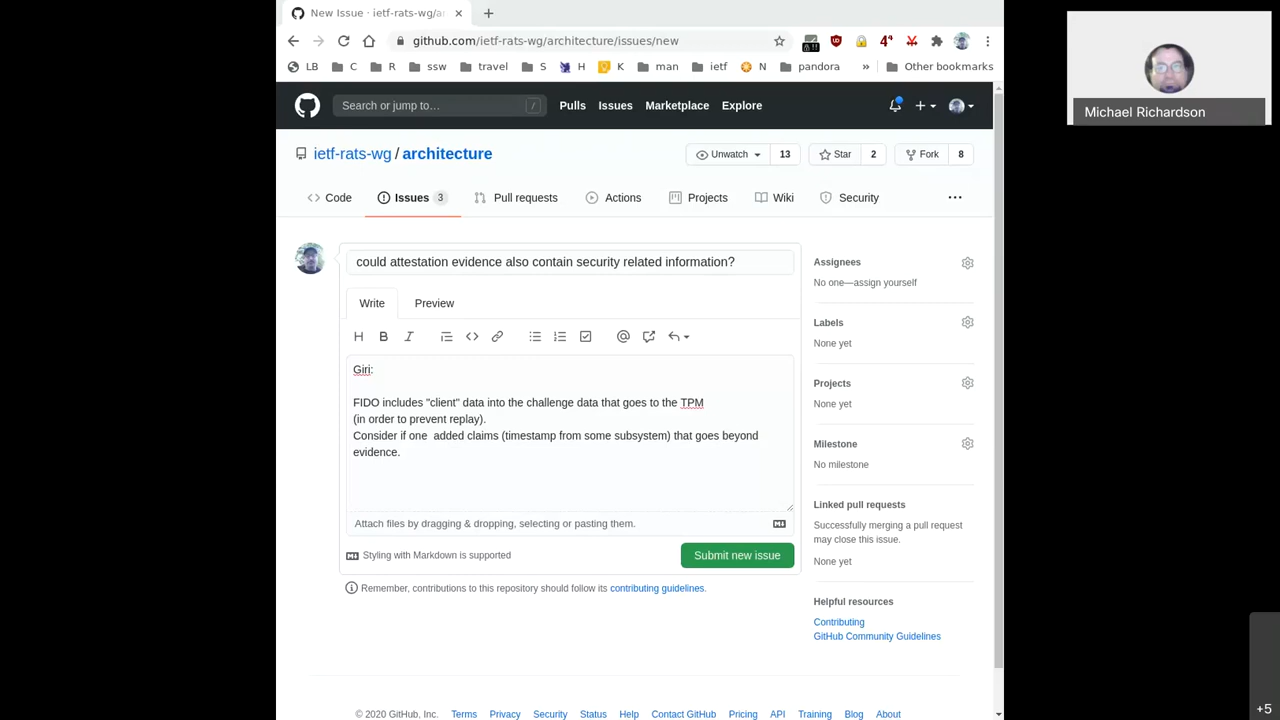 New Issue · ietf-rats-wg/ar
github.com/ietf-rats-wg/architecture/issues/new
LB C R ssw travel S H K man ietf N pandora » Other bookmarks
Search or jump to… / Pulls Issues Marketplace Explore
ietf-rats-wg / architecture Unwatch 13 Star 2 Fork 8
Code Issues 3 Pull requests Actions Projects Wiki Security
could attestation evidence also contain security related information?
Write Preview
Giri:
FIDO includes "client" data into the challenge data that goes to the TPM
(in order to prevent replay).
Consider if one  added claims (timestamp from some subsystem) that goes beyond
evidence.
Attach files by dragging & dropping, selecting or pasting them.
Styling with Markdown is supported Submit new issue
Remember, contributions to this repository should follow its contributing guidelines.
Assignees
No one—assign yourself
Labels
None yet
Projects
None yet
Milestone
No milestone
Linked pull requests
Successfully merging a pull request
may close this issue.
None yet
Helpful resources
Contributing
GitHub Community Guidelines
© 2020 GitHub, Inc. Terms Privacy Security Status Help Contact GitHub Pricing API Training Blog About
Michael Richardson
+5